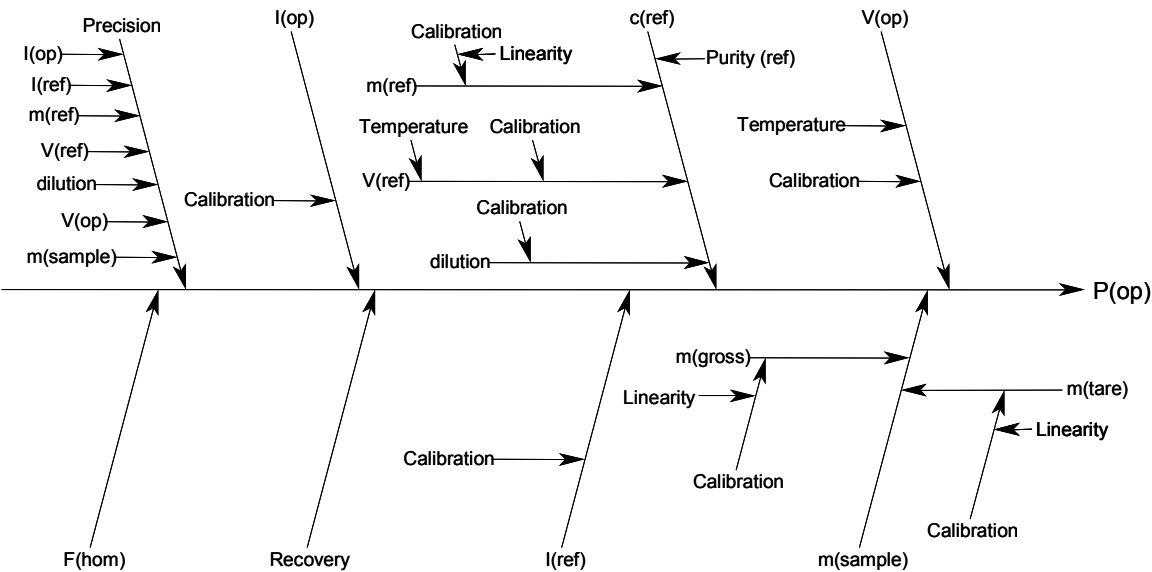 Precision
I(op)
I(ref)
m(ref)
V(ref)
dilution
V(op)
m(sample)
I(op)
Calibration
c(ref)
Calibration
Linearity
Purity (ref)
m(ref)
Temperature
Calibration
V(ref)
Calibration
dilution
V(op)
Temperature
Calibration
P(op)
F(hom)
Recovery
I(ref)
Calibration
m(sample)
m(gross)
Linearity
Calibration
m(tare)
Linearity
Calibration